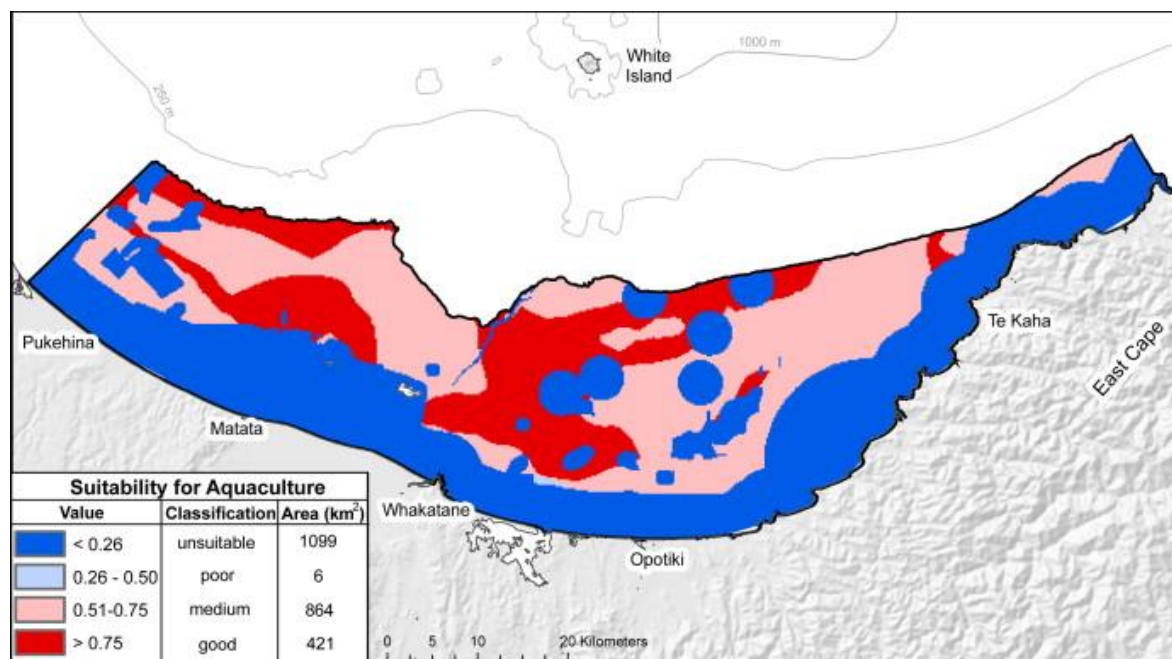 White
Island
1000 m
250 m
Pukehina
Matata
Whakatane
Opotiki
Te Kaha
East Cape
Suitability for Aquaculture
Value Classification Area (km²)
< 0.26 unsuitable 1099
0.26 - 0.50 poor 6
0.51-0.75 medium 864
> 0.75 good 421
0 5 10 20 Kilometers